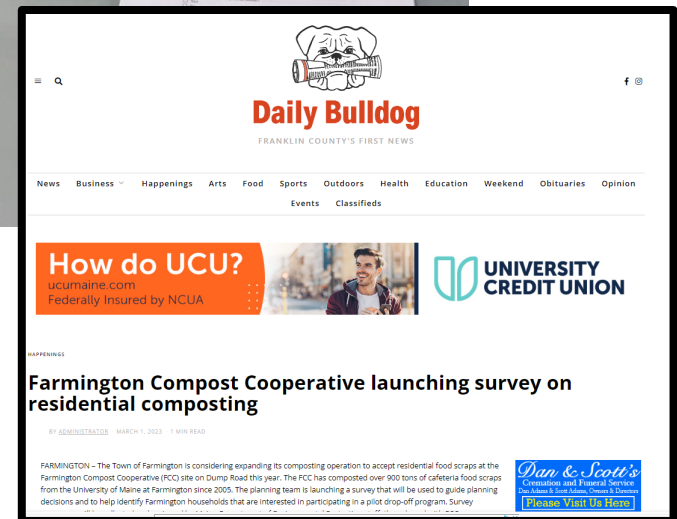 Daily Bulldog
FRANKLIN COUNTY'S FIRST NEWS
News Business Happenings Arts Food Sports Outdoors Health Education Weekend Obituaries Opinion
Events Classifieds
How do UCU?
ucumaine.com
Federally Insured by NCUA
UNIVERSITY
CREDIT UNION
HAPPENINGS
Farmington Compost Cooperative launching survey on
residential composting
BY ADMINISTRATOR MARCH 1, 2023 1 MIN READ
FARMINGTON – The Town of Farmington is considering expanding its composting operation to accept residential food scraps at the
Farmington Compost Cooperative (FCC) site on Dump Road this year. The FCC has composted over 900 tons of cafeteria food scraps
from the University of Maine at Farmington since 2005. The planning team is launching a survey that will be used to guide planning
decisions and to help identify Farmington households that are interested in participating in a pilot drop-off program. Survey
Dan & Scott's
Cremation and Funeral Service
Dan Adams & Scott Adams, Owners & Directors
Please Visit Us Here